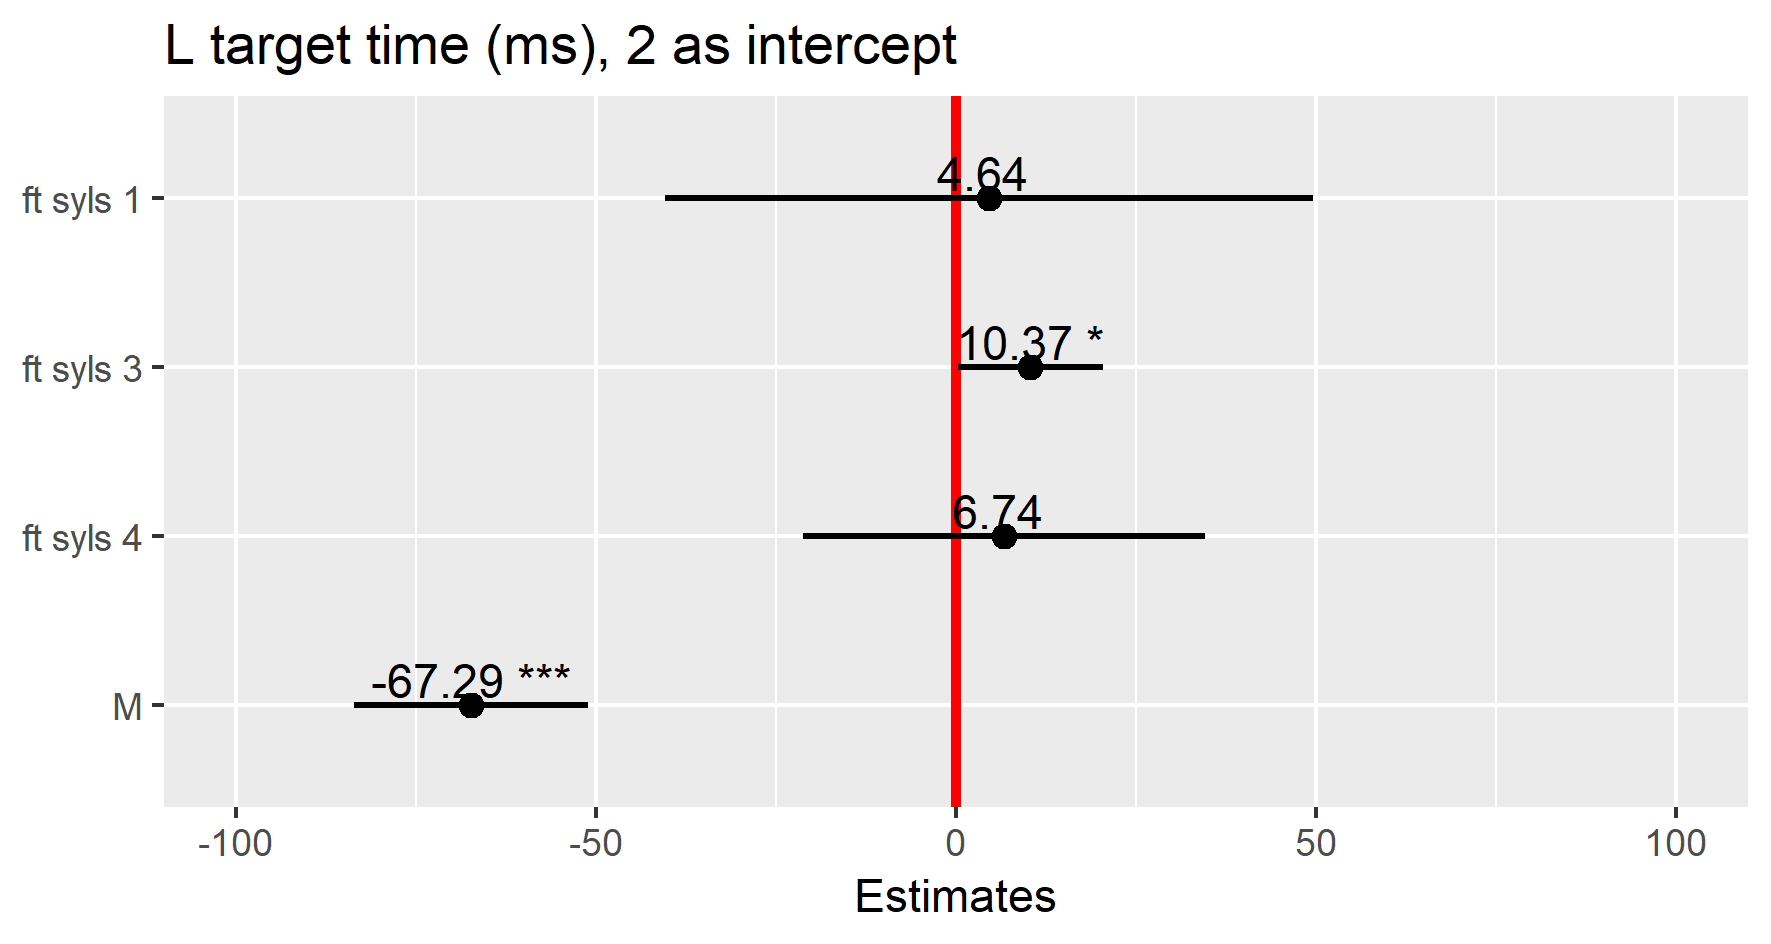 L target time (ms), 2 as intercept
ft syls 1
4.64
ft syls 3
10.37 *
ft syls 4
6.74
M
-67.29 ***
-100 -50 0 50 100
Estimates